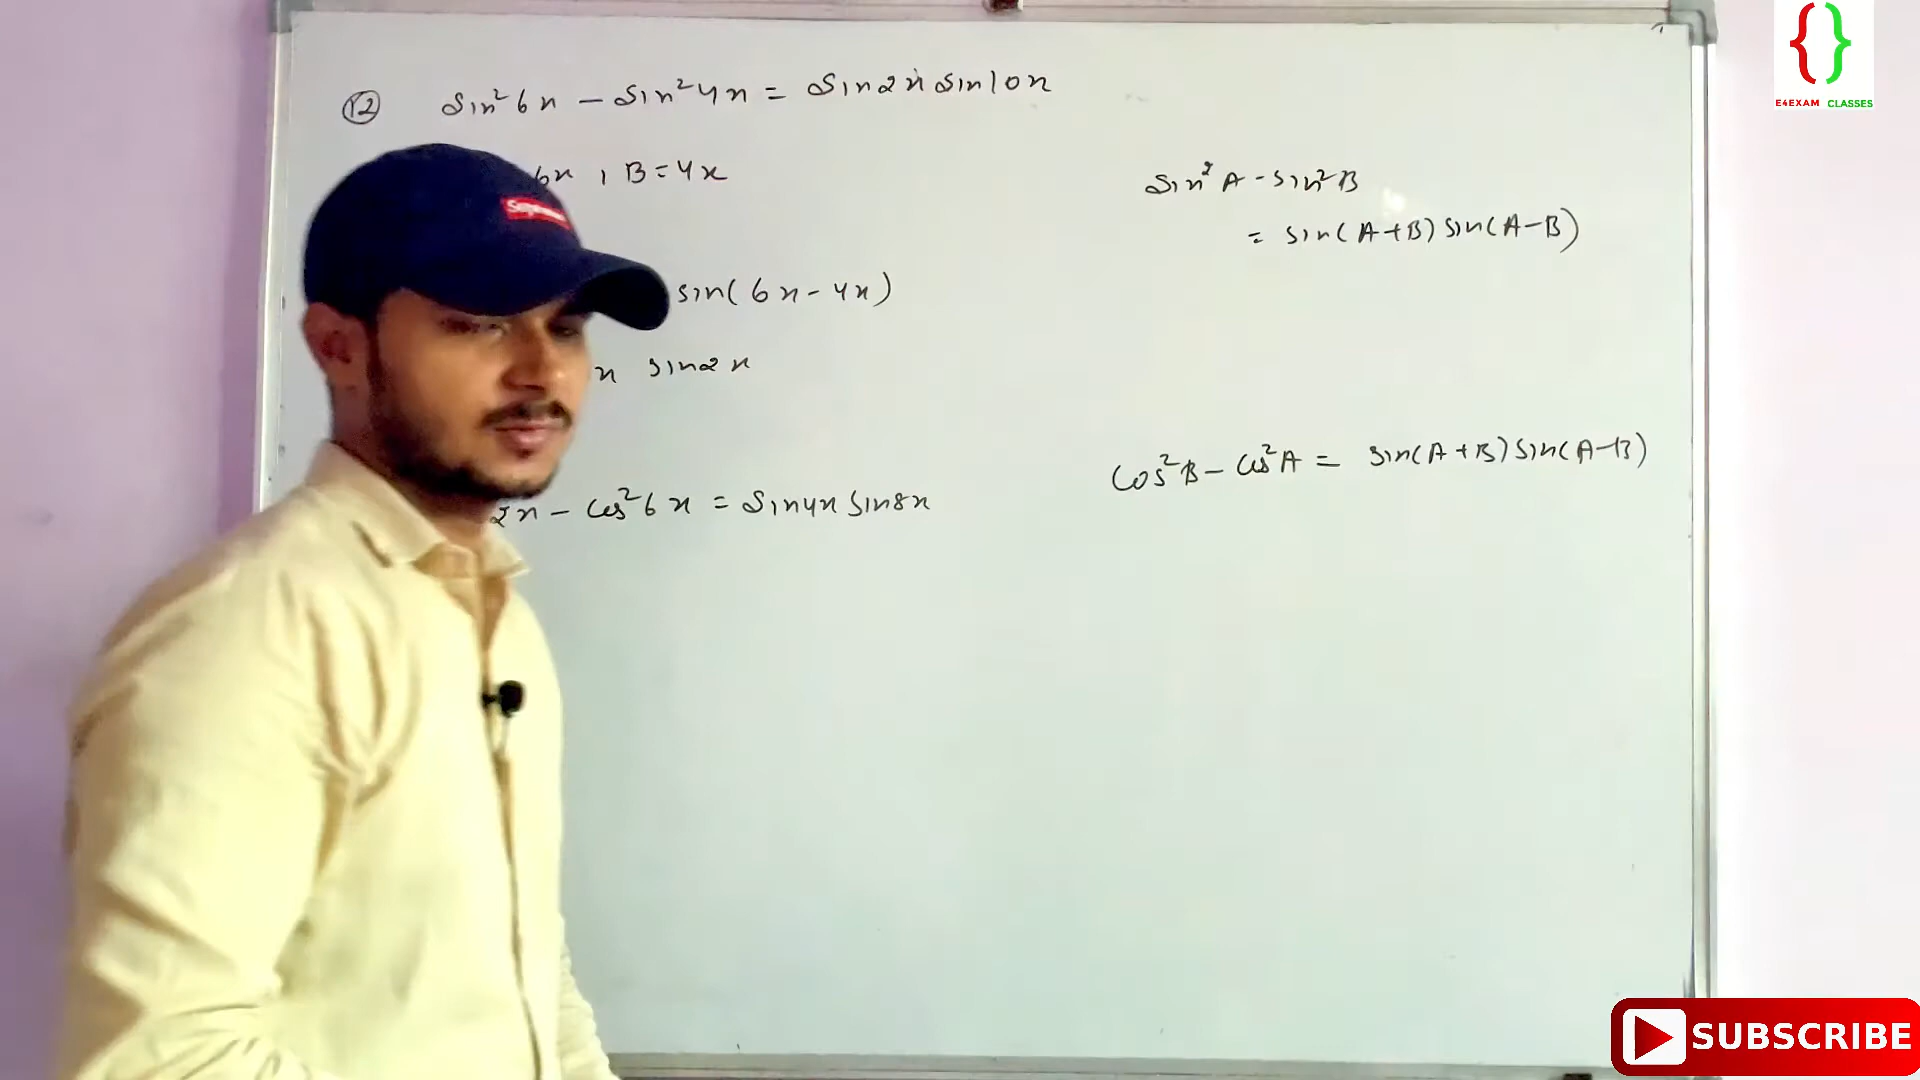 { }
E4EXAM CLASSES
⑫ sin²6x - sin²4x = sin2x sin10x
6x , B=4x
sin²A - sin²B
= sin(A+B) sin(A-B)
Supreme
sin(6x-4x)
x sin2x
cos²B - cos²A = sin(A+B) sin(A-B)
2x - cos²6x = sin4x sin8x
SUBSCRIBE